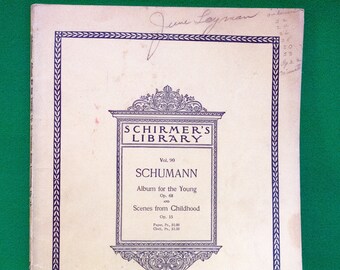 June Layman
SCHIRMER'S
LIBRARY
Vol. 99
SCHUMANN
Album for the Young
Op. 68
AND
Scenes from Childhood
Op. 15